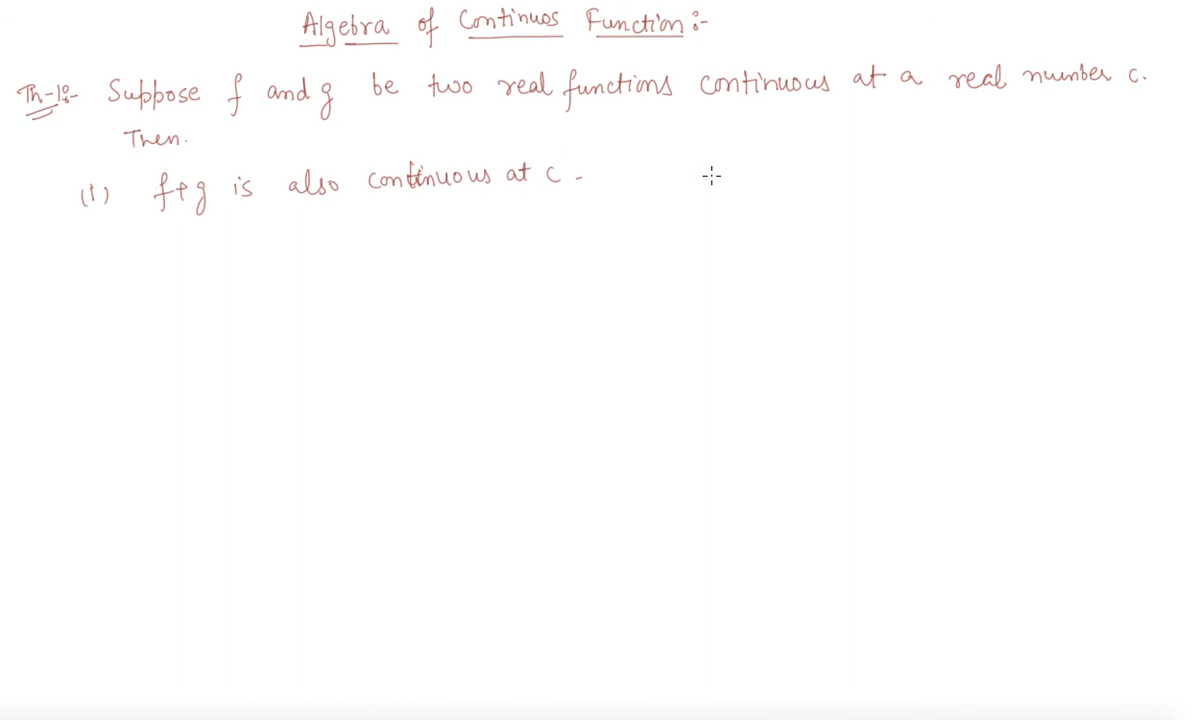 Algebra of Continuos Function :-
Th-1:- Suppose f and g be two real functions continuous at a real number c.
Then.
(i) f+g is also continuous at c -